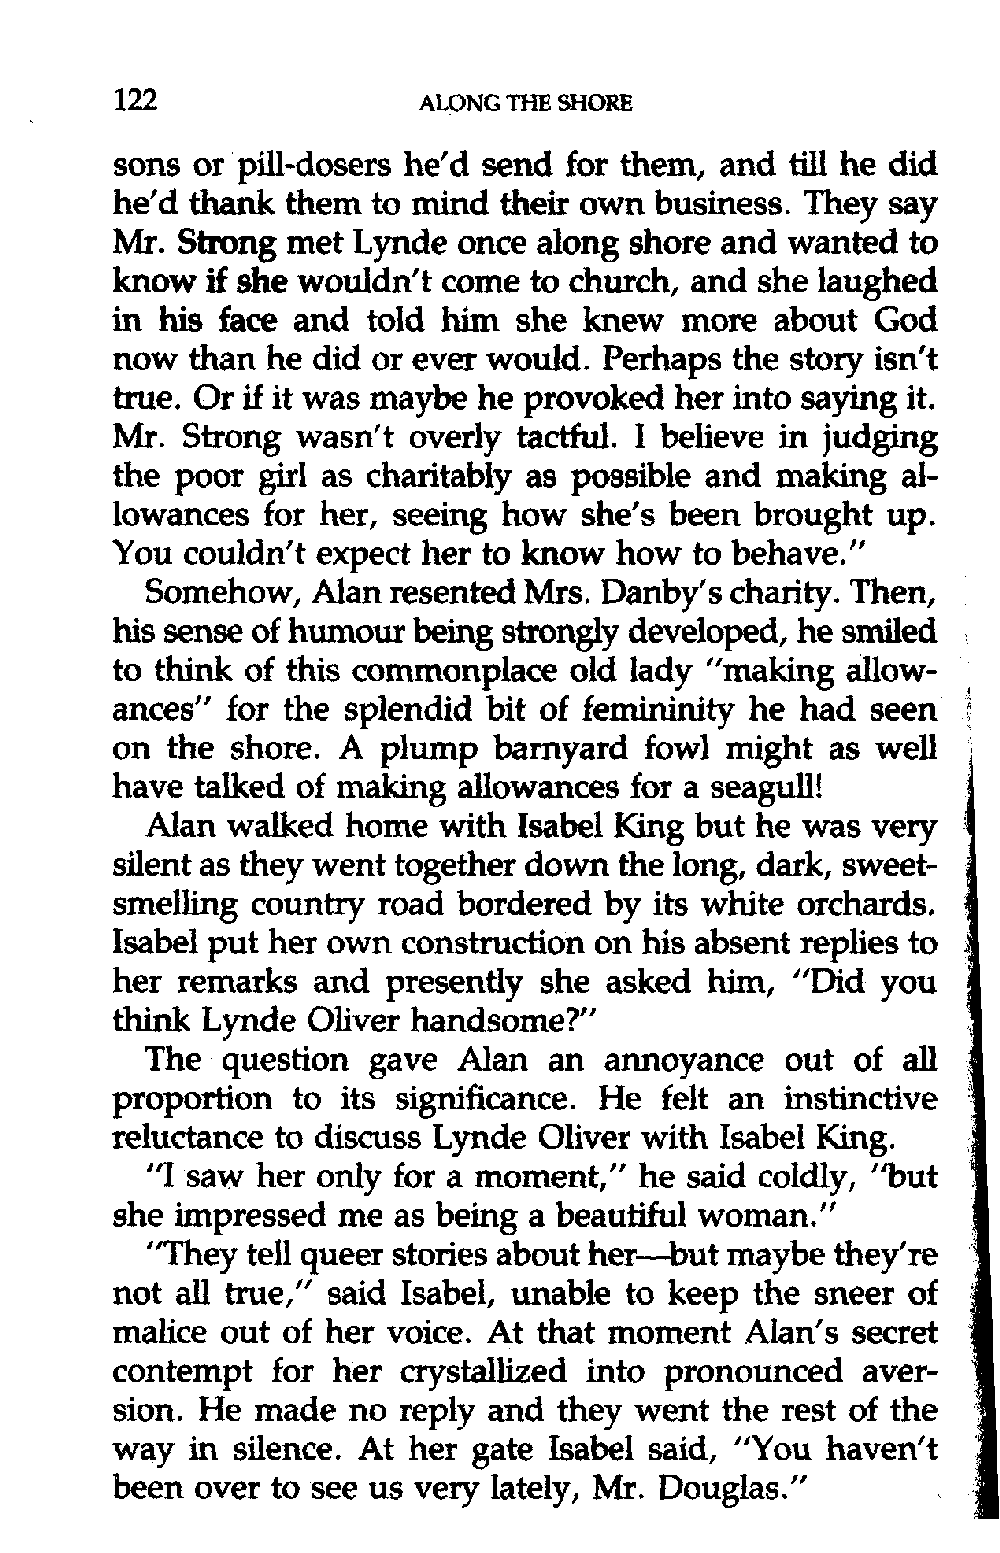 122 ALONG THE SHORE
sons or pill-dosers he'd send for them, and till he did
he'd thank them to mind their own business. They say
Mr. Strong met Lynde once along shore and wanted to
know if she wouldn't come to church, and she laughed
in his face and told him she knew more about God
now than he did or ever would. Perhaps the story isn't
true. Or if it was maybe he provoked her into saying it.
Mr. Strong wasn't overly tactful. I believe in judging
the poor girl as charitably as possible and making al-
lowances for her, seeing how she's been brought up.
You couldn't expect her to know how to behave."
Somehow, Alan resented Mrs. Danby's charity. Then,
his sense of humour being strongly developed, he smiled
to think of this commonplace old lady "making allow-
ances" for the splendid bit of femininity he had seen
on the shore. A plump barnyard fowl might as well
have talked of making allowances for a seagull!
Alan walked home with Isabel King but he was very
silent as they went together down the long, dark, sweet-
smelling country road bordered by its white orchards.
Isabel put her own construction on his absent replies to
her remarks and presently she asked him, "Did you
think Lynde Oliver handsome?"
The question gave Alan an annoyance out of all
proportion to its significance. He felt an instinctive
reluctance to discuss Lynde Oliver with Isabel King.
"I saw her only for a moment," he said coldly, "but
she impressed me as being a beautiful woman."
"They tell queer stories about her—but maybe they're
not all true," said Isabel, unable to keep the sneer of
malice out of her voice. At that moment Alan's secret
contempt for her crystallized into pronounced aver-
sion. He made no reply and they went the rest of the
way in silence. At her gate Isabel said, "You haven't
been over to see us very lately, Mr. Douglas."